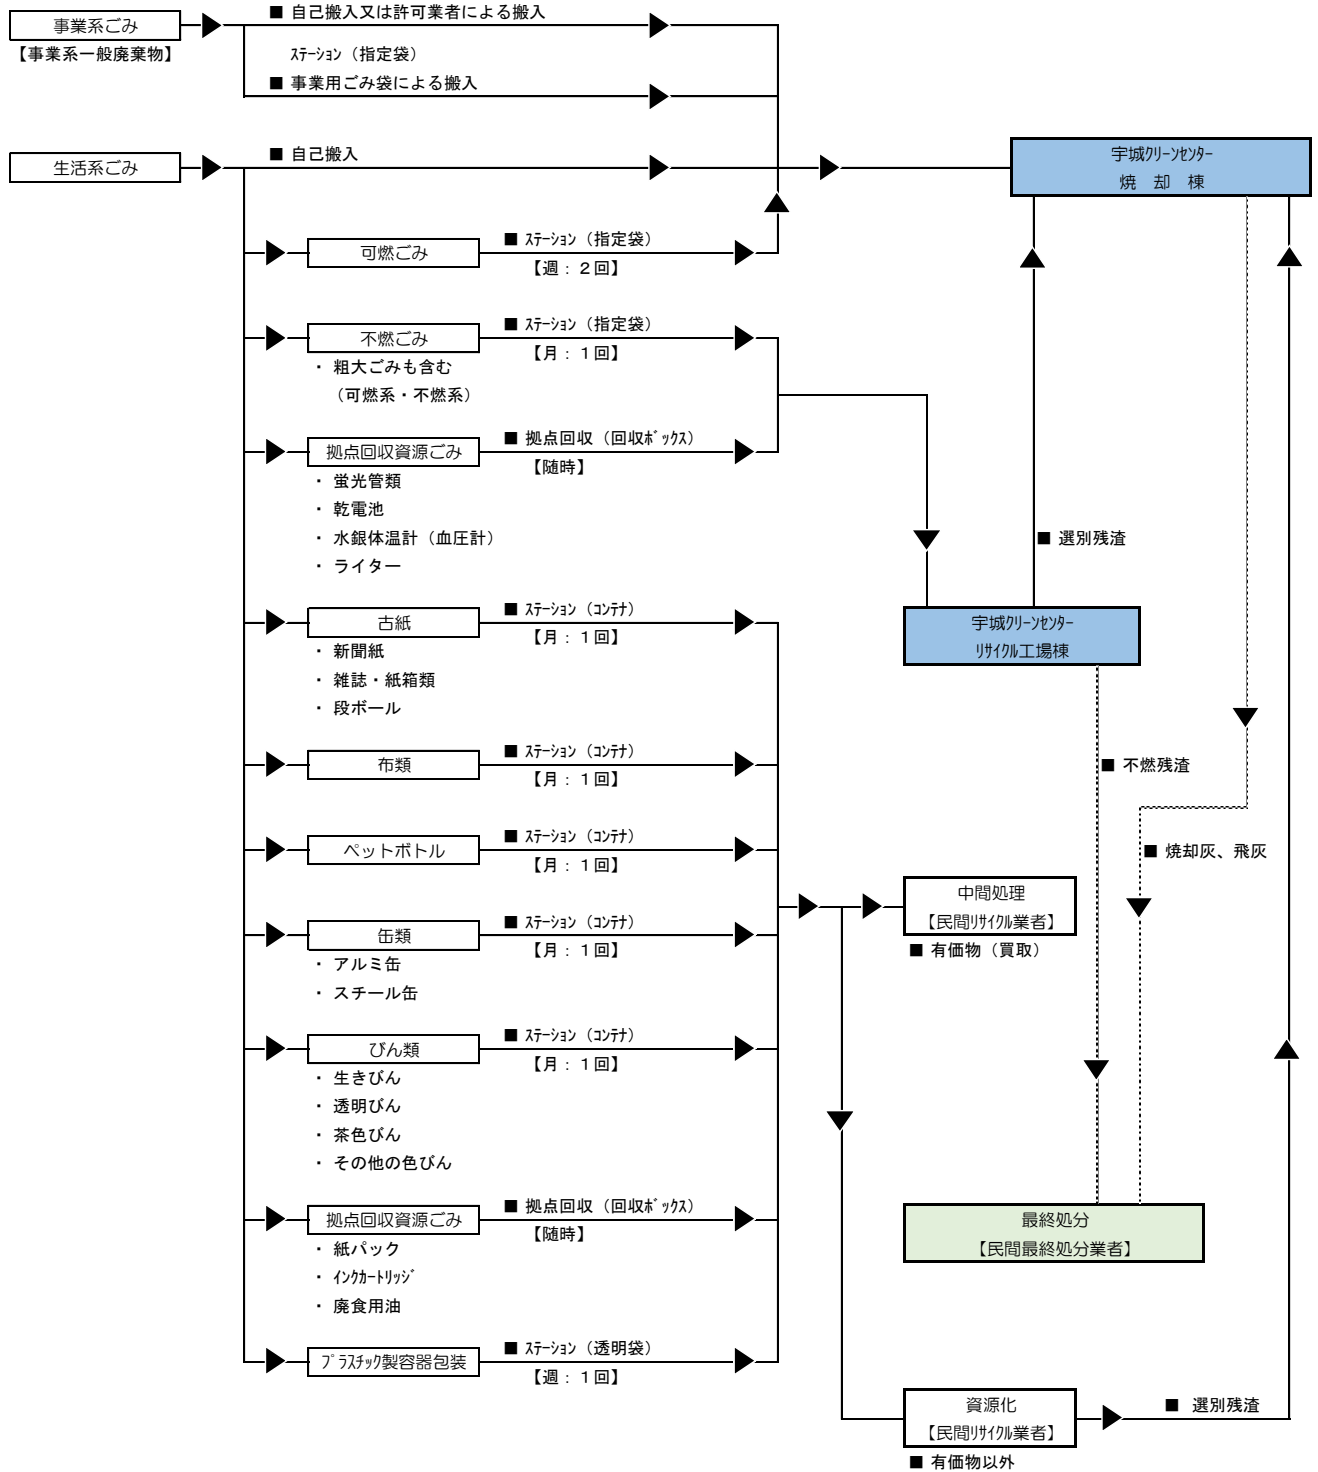 事業系ごみ
【事業系一般廃棄物】
■ 自己搬入又は許可業者による搬入
ｽﾃｰｼｮﾝ（指定袋）
■ 事業用ごみ袋による搬入
生活系ごみ
■ 自己搬入
宇城ｸﾘｰﾝｾﾝﾀｰ
焼　却　棟
可燃ごみ
■ ｽﾃｰｼｮﾝ（指定袋）
【週：２回】
不燃ごみ
・ 粗大ごみも含む
（可燃系・不燃系）
■ ｽﾃｰｼｮﾝ（指定袋）
【月：１回】
拠点回収資源ごみ
・ 蛍光管類
・ 乾電池
・ 水銀体温計（血圧計）
・ ライター
■ 拠点回収（回収ﾎﾞｯｸｽ）
【随時】
■ 選別残渣
宇城ｸﾘｰﾝｾﾝﾀｰ
ﾘｻｲｸﾙ工場棟
古紙
・ 新聞紙
・ 雑誌・紙箱類
・ 段ボール
■ ｽﾃｰｼｮﾝ（ｺﾝﾃﾅ）
【月：１回】
布類
■ ｽﾃｰｼｮﾝ（ｺﾝﾃﾅ）
【月：１回】
■ 不燃残渣
ペットボトル
■ ｽﾃｰｼｮﾝ（ｺﾝﾃﾅ）
【月：１回】
■ 焼却灰、飛灰
中間処理
【民間ﾘｻｲｸﾙ業者】
■ 有価物（買取）
缶類
・ アルミ缶
・ スチール缶
■ ｽﾃｰｼｮﾝ（ｺﾝﾃﾅ）
【月：１回】
びん類
・ 生きびん
・ 透明びん
・ 茶色びん
・ その他の色びん
■ ｽﾃｰｼｮﾝ（ｺﾝﾃﾅ）
【月：１回】
拠点回収資源ごみ
・ 紙パック
・ ｲﾝｸｶｰﾄﾘｯｼﾞ
・ 廃食用油
■ 拠点回収（回収ﾎﾞｯｸｽ）
【随時】
最終処分
【民間最終処分業者】
ﾌﾟﾗｽﾁｯｸ製容器包装
■ ｽﾃｰｼｮﾝ（透明袋）
【週：１回】
資源化
【民間ﾘｻｲｸﾙ業者】
■ 有価物以外
■ 選別残渣